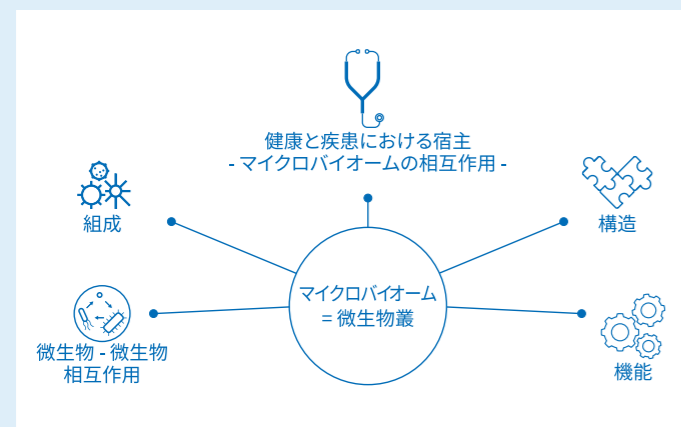 健康と疾患における宿主
- マイクロバイオームの相互作用 -
組成
構造
マイクロバイオーム
= 微生物叢
微生物 - 微生物
相互作用
機能